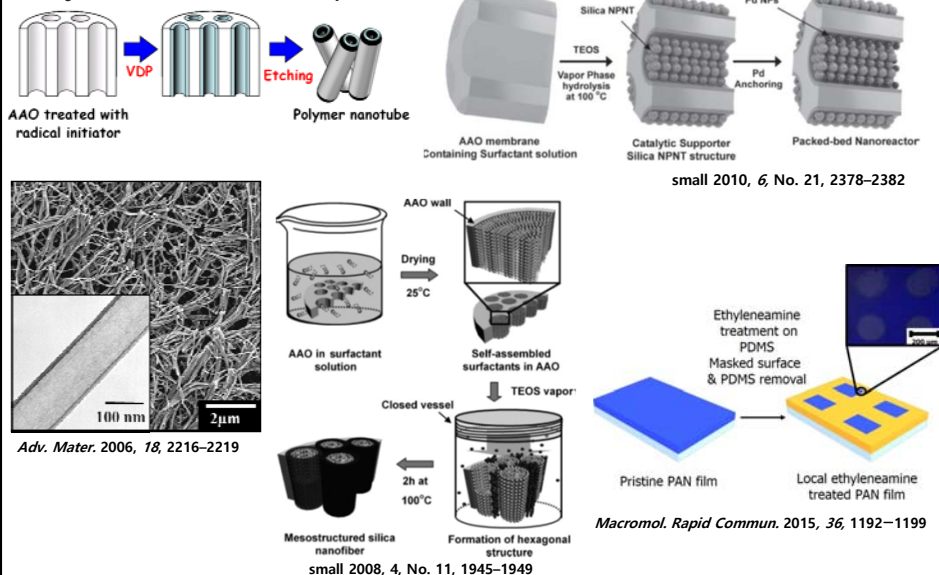 VDP
Etching
AAO treated with
radical initiator
Polymer nanotube
Silica NPNT
TEOS
Vapor Phase
hydrolysis
at 100 °C
Pd
Anchoring
AAO membrane
Containing Surfactant solution
Catalytic Supporter
Silica NPNT structure
Packed-bed Nanoreactor
small 2010, 6, No. 21, 2378–2382
100 nm
2μm
Adv. Mater. 2006, 18, 2216–2219
AAO wall
Drying
25°C
AAO in surfactant
solution
Self-assembled
surfactants in AAO
TEOS vapor
Closed vessel
2h at
100°C
Mesostructured silica
nanofiber
Formation of hexagonal
structure
small 2008, 4, No. 11, 1945–1949
Ethyleneamine
treatment on
PDMS
Masked surface
& PDMS removal
200 μm
Pristine PAN film
Local ethyleneamine
treated PAN film
Macromol. Rapid Commun. 2015, 36, 1192−1199